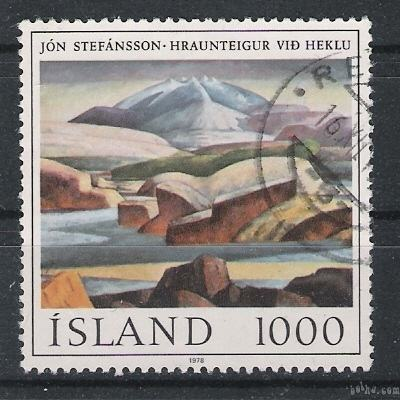 JÓN STEFÁNSSON · HRAUNTEIGUR VIÐ HEKLU
ÍSLAND 1000
1978